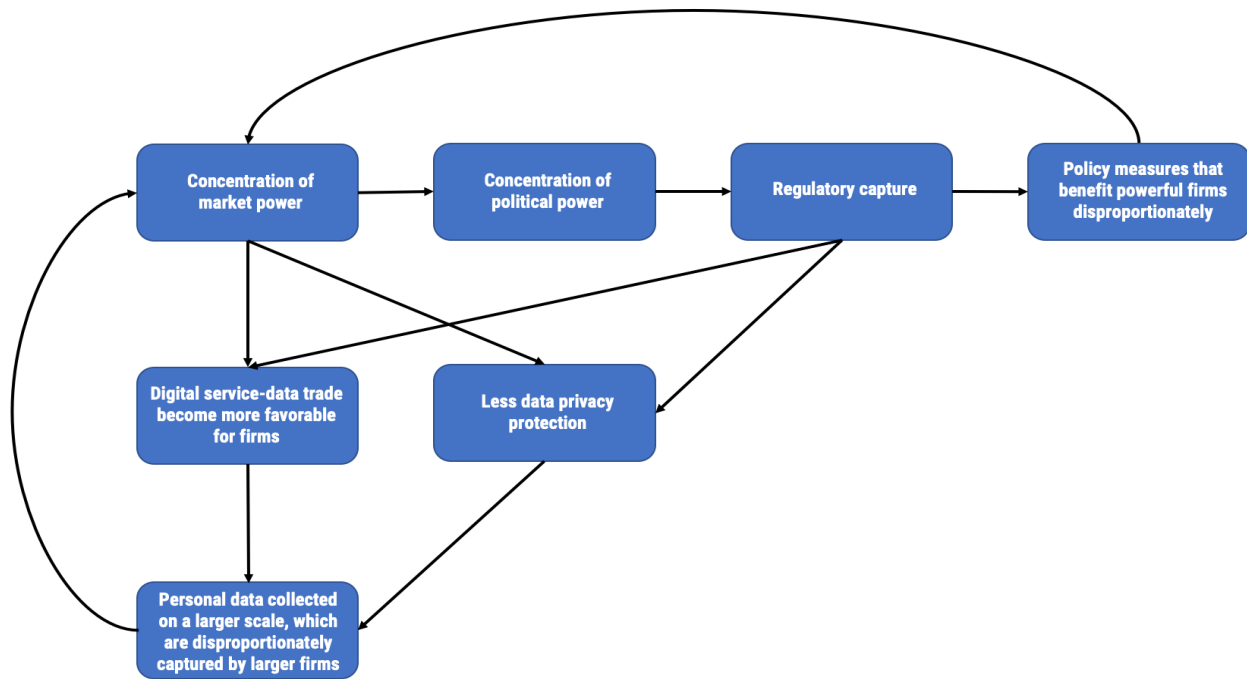 Concentration of
market power
Concentration of
political power
Regulatory capture
Policy measures that
benefit powerful firms
disproportionately
Digital service-data trade
become more favorable
for firms
Less data privacy
protection
Personal data collected
on a larger scale, which
are disproportionately
captured by larger firms